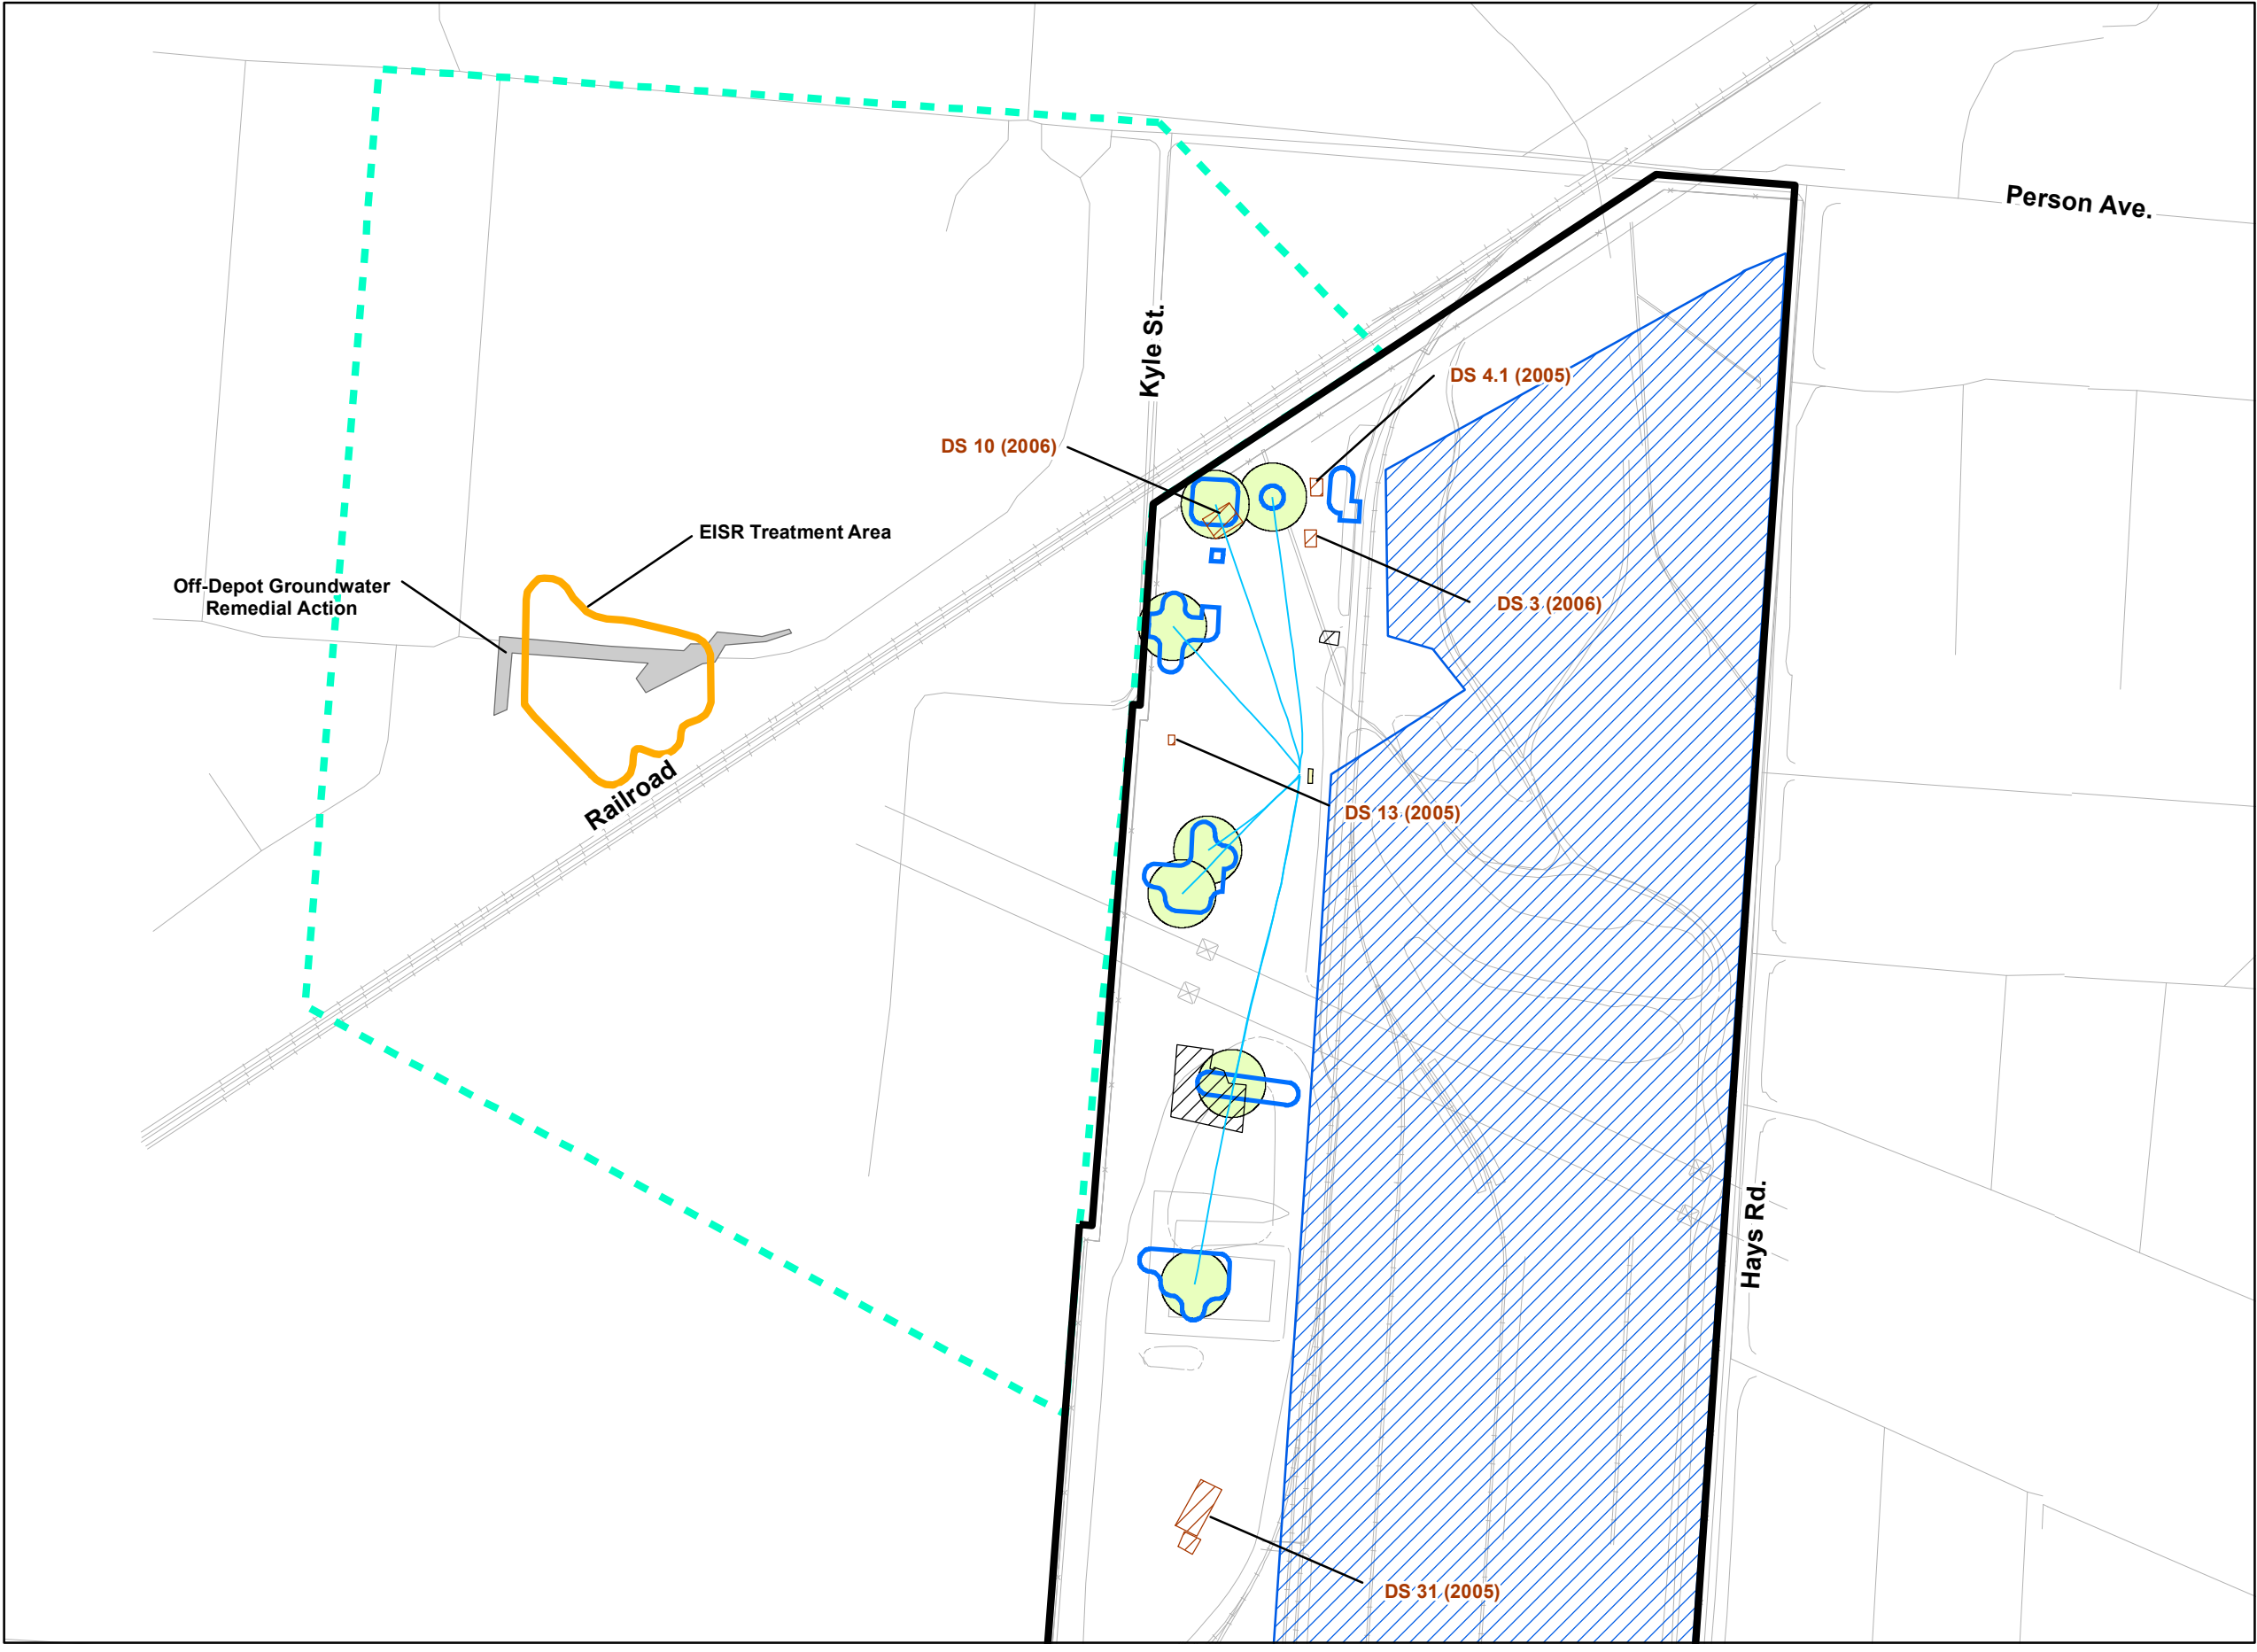 Person Ave.
Kyle St.
DS 4.1 (2005)
DS 10 (2006)
EISR Treatment Area
Off-Depot Groundwater
Remedial Action
DS 3 (2006)
Railroad
DS 13 (2005)
Hays Rd.
DS 31 (2005)